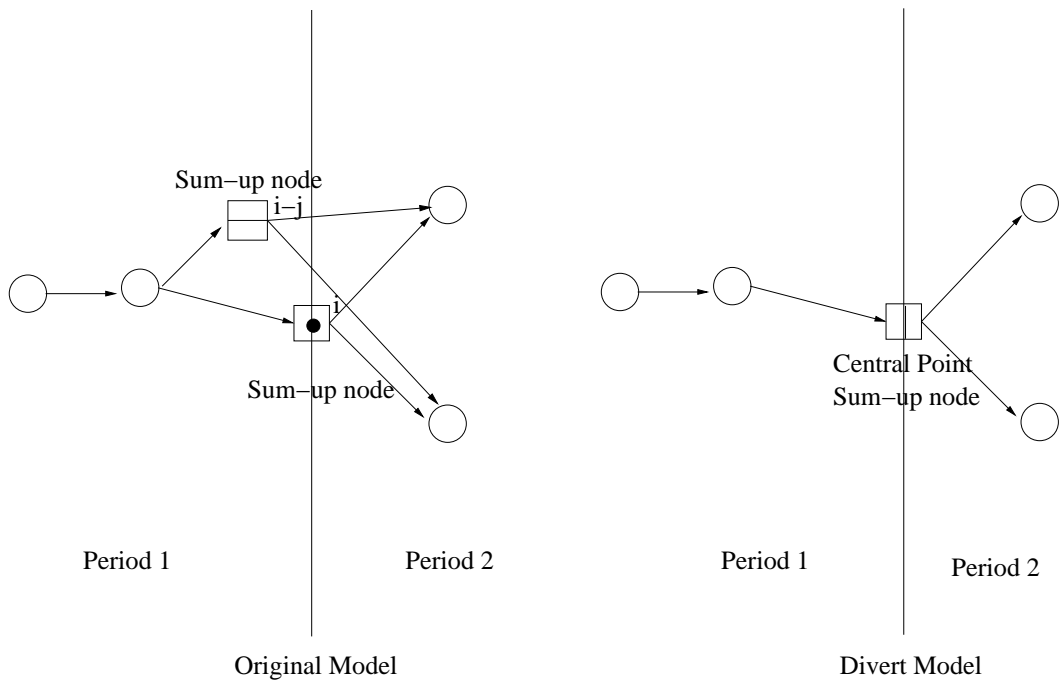 Sum−up node
i−j
i
Sum−up node
Period 1
Period 2
Original Model
Central Point
Sum−up node
Period 1
Period 2
Divert Model